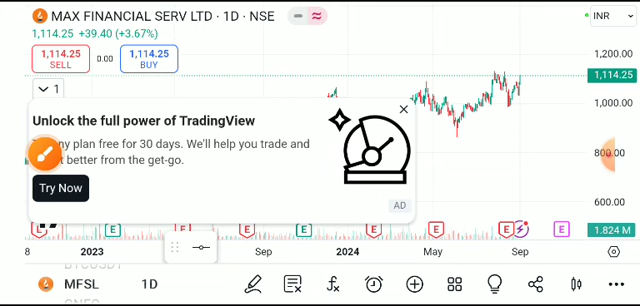 MAX FINANCIAL SERV LTD · 1D · NSE
INR
1,114.25 +39.40 (+3.67%)
1,114.25
SELL
0.00
1,114.25
BUY
1
1,200.00
1,114.25
1,000.00
800.00
600.00
1.824 M
Unlock the full power of TradingView
plan free for 30 days. We'll help you trade and
better from the get-go.
Try Now
AD
E
E
E
E
E
E
E
E
E
8
2023
Sep
2024
May
Sep
MFSL
1D